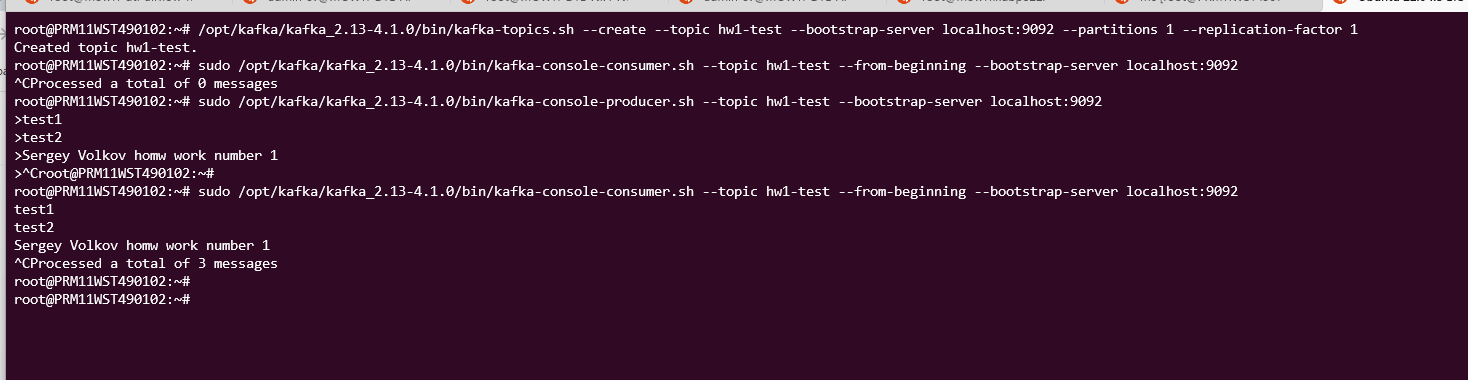 root@PRM11WST490102:~# /opt/kafka/kafka_2.13-4.1.0/bin/kafka-topics.sh --create --topic hw1-test --bootstrap-server localhost:9092 --partitions 1 --replication-factor 1
Created topic hw1-test.
root@PRM11WST490102:~# sudo /opt/kafka/kafka_2.13-4.1.0/bin/kafka-console-consumer.sh --topic hw1-test --from-beginning --bootstrap-server localhost:9092
^CProcessed a total of 0 messages
root@PRM11WST490102:~# sudo /opt/kafka/kafka_2.13-4.1.0/bin/kafka-console-producer.sh --topic hw1-test --bootstrap-server localhost:9092
>test1
>test2
>Sergey Volkov homw work number 1
>^Croot@PRM11WST490102:~#
root@PRM11WST490102:~# sudo /opt/kafka/kafka_2.13-4.1.0/bin/kafka-console-consumer.sh --topic hw1-test --from-beginning --bootstrap-server localhost:9092
test1
test2
Sergey Volkov homw work number 1
^CProcessed a total of 3 messages
root@PRM11WST490102:~#
root@PRM11WST490102:~#